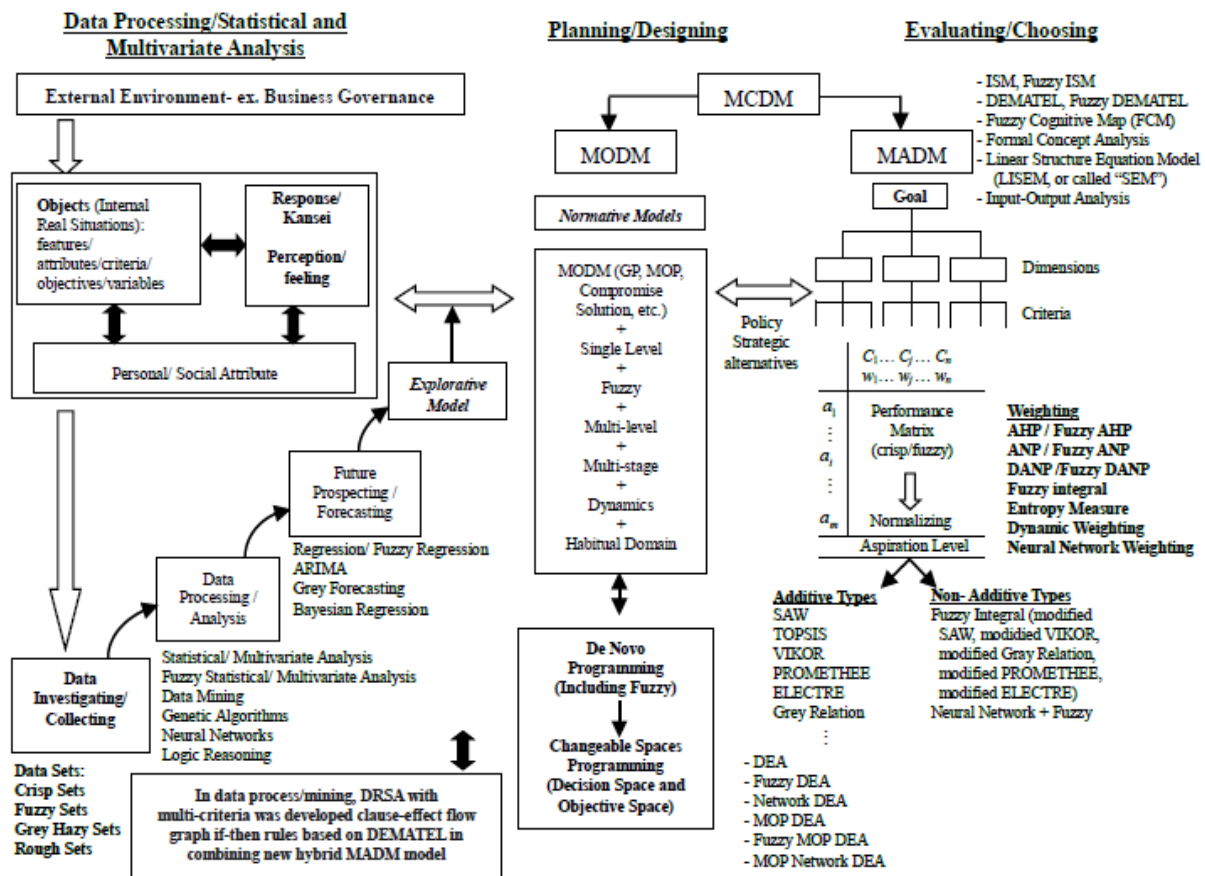 Data Processing/Statistical and
Multivariate Analysis
External Environment- ex. Business Governance
Objects (Internal
Real Situations):
features/
attributes/criteria/
objectives/variables
Response/
Kansei
Perception/
feeling
Personal/ Social Attribute
Explorative
Model
Future
Prospecting /
Forecasting
Regression/ Fuzzy Regression
ARIMA
Grey Forecasting
Bayesian Regression
Data
Processing /
Analysis
Statistical/ Multivariate Analysis
Fuzzy Statistical/ Multivariate Analysis
Data Mining
Genetic Algorithms
Neural Networks
Logic Reasoning
Data
Investigating/
Collecting
Data Sets:
Crisp Sets
Fuzzy Sets
Grey Hazy Sets
Rough Sets
In data process/mining, DRSA with
multi-criteria was developed clause-effect flow
graph if-then rules based on DEMATEL in
combining new hybrid MADM model
Planning/Designing
MCDM
MODM
Normative Models
MODM (GP, MOP,
Compromise
Solution, etc.)
+
Single Level
+
Fuzzy
+
Multi-level
+
Multi-stage
+
Dynamics
+
Habitual Domain
De Novo
Programming
(Including Fuzzy)
Changeable Spaces
Programming
(Decision Space and
Objective Space)
Policy
Strategic
alternatives
Evaluating/Choosing
MADM
- ISM, Fuzzy ISM
- DEMATEL, Fuzzy DEMATEL
- Fuzzy Cognitive Map (FCM)
- Formal Concept Analysis
- Linear Structure Equation Model
(LISEM, or called “SEM”)
- Input-Output Analysis
Goal
Dimensions
Criteria
C1… Cj… Cn
w1… wj… wn
a1
⋮
ai
⋮
am
Performance
Matrix
(crisp/fuzzy)
Normalizing
Aspiration Level
Weighting
AHP / Fuzzy AHP
ANP / Fuzzy ANP
DANP /Fuzzy DANP
Fuzzy integral
Entropy Measure
Dynamic Weighting
Neural Network Weighting
Additive Types
SAW
TOPSIS
VIKOR
PROMETHEE
ELECTRE
Grey Relation
⋮
- DEA
- Fuzzy DEA
- Network DEA
- MOP DEA
- Fuzzy MOP DEA
- MOP Network DEA
Non- Additive Types
Fuzzy Integral (modified
SAW, modidied VIKOR,
modified Gray Relation,
modified PROMETHEE,
modified ELECTRE)
Neural Network + Fuzzy